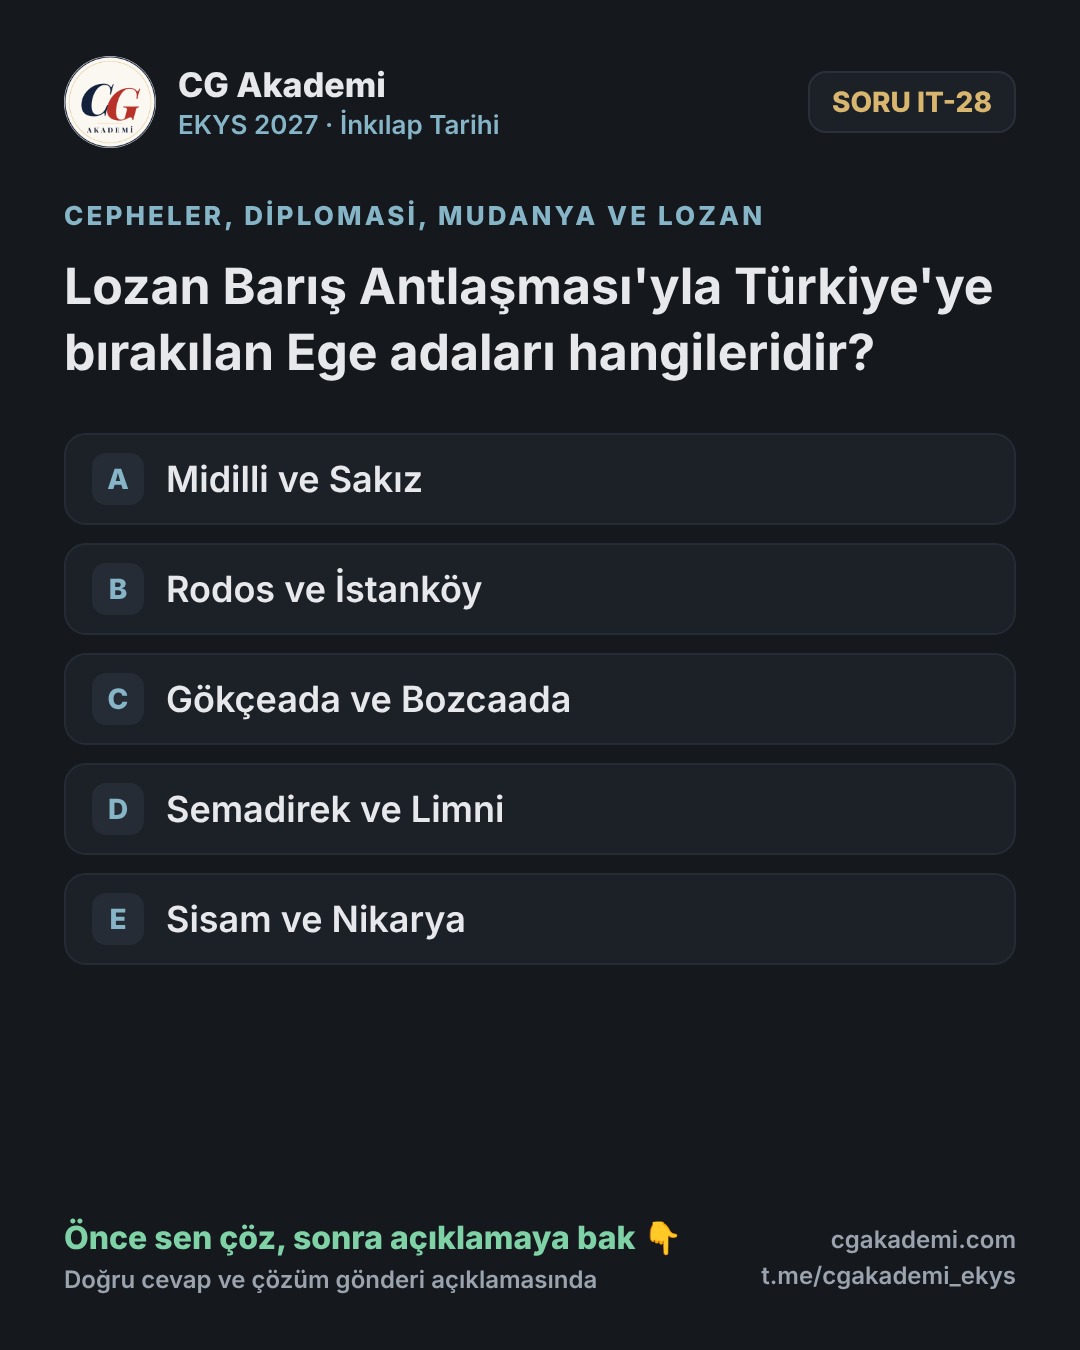 CG
AKADEMİ
CG Akademi
EKYS 2027 · İnkılap Tarihi
SORU IT-28
CEPHELER, DİPLOMASİ, MUDANYA VE LOZAN
Lozan Barış Antlaşması'yla Türkiye'ye
bırakılan Ege adaları hangileridir?
A Midilli ve Sakız
B Rodos ve İstanköy
C Gökçeada ve Bozcaada
D Semadirek ve Limni
E Sisam ve Nikarya
Önce sen çöz, sonra açıklamaya bak 👇
Doğru cevap ve çözüm gönderi açıklamasında
cgakademi.com
t.me/cgakademi_ekys